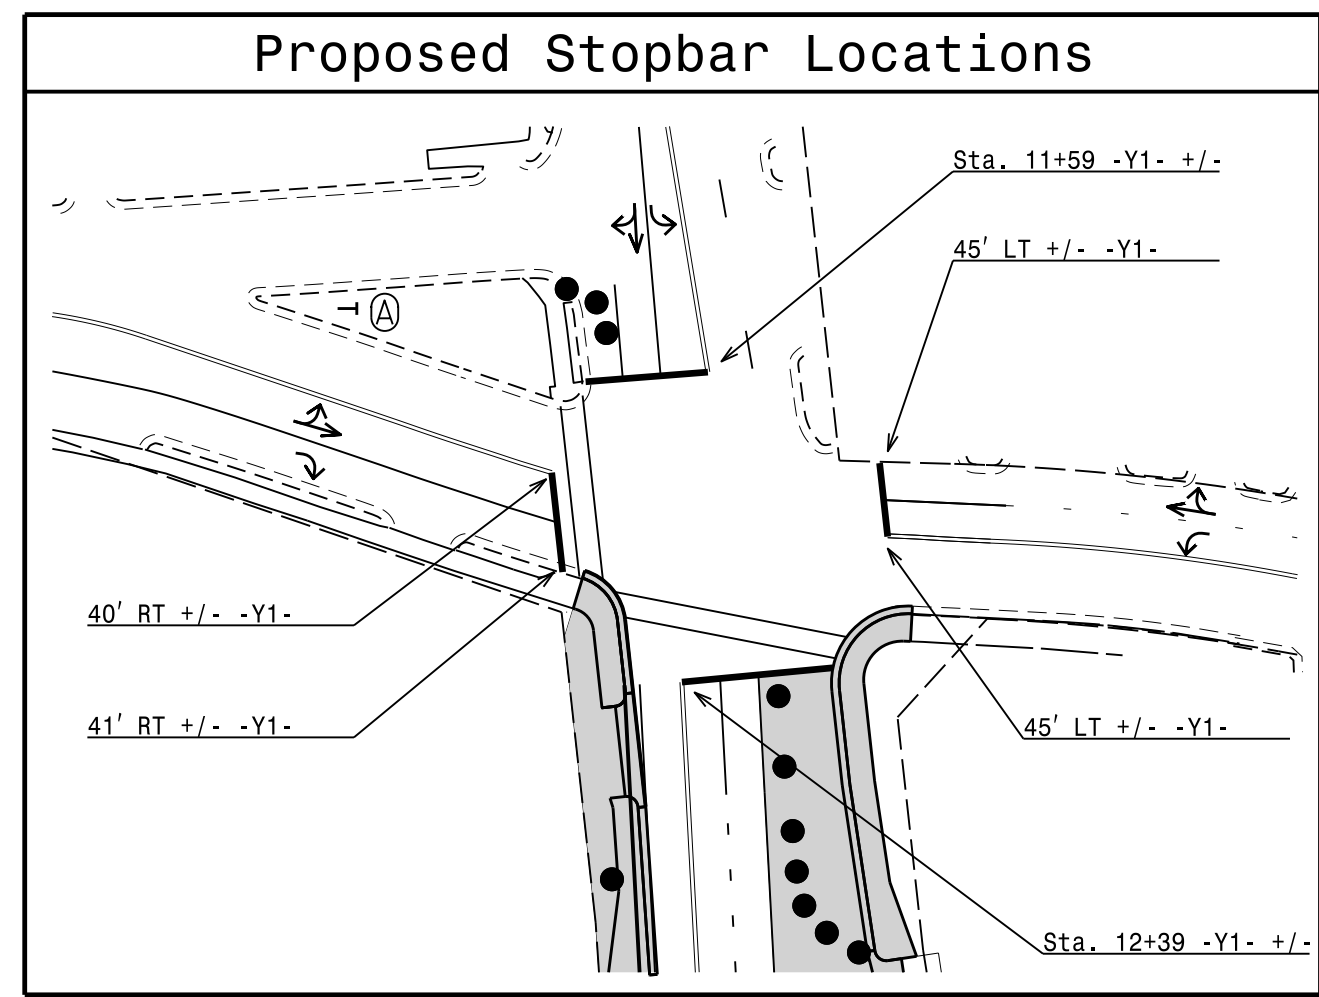 Proposed Stopbar Locations
Sta. 11+59 -Y1- +/-
45' LT +/- -Y1-
A
40' RT +/- -Y1-
41' RT +/- -Y1-
45' LT +/- -Y1-
Sta. 12+39 -Y1- +/-